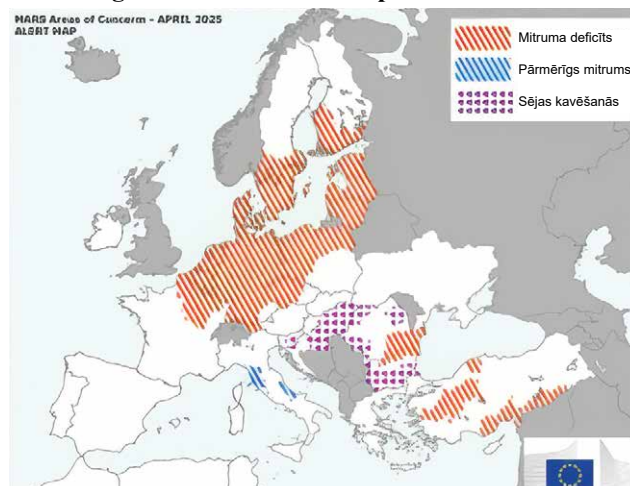 MARS Areas of Concern - APRIL 2025
ALERT MAP
Mitruma deficīts
Pārmērīgs mitrums
Sējas kavēšanās